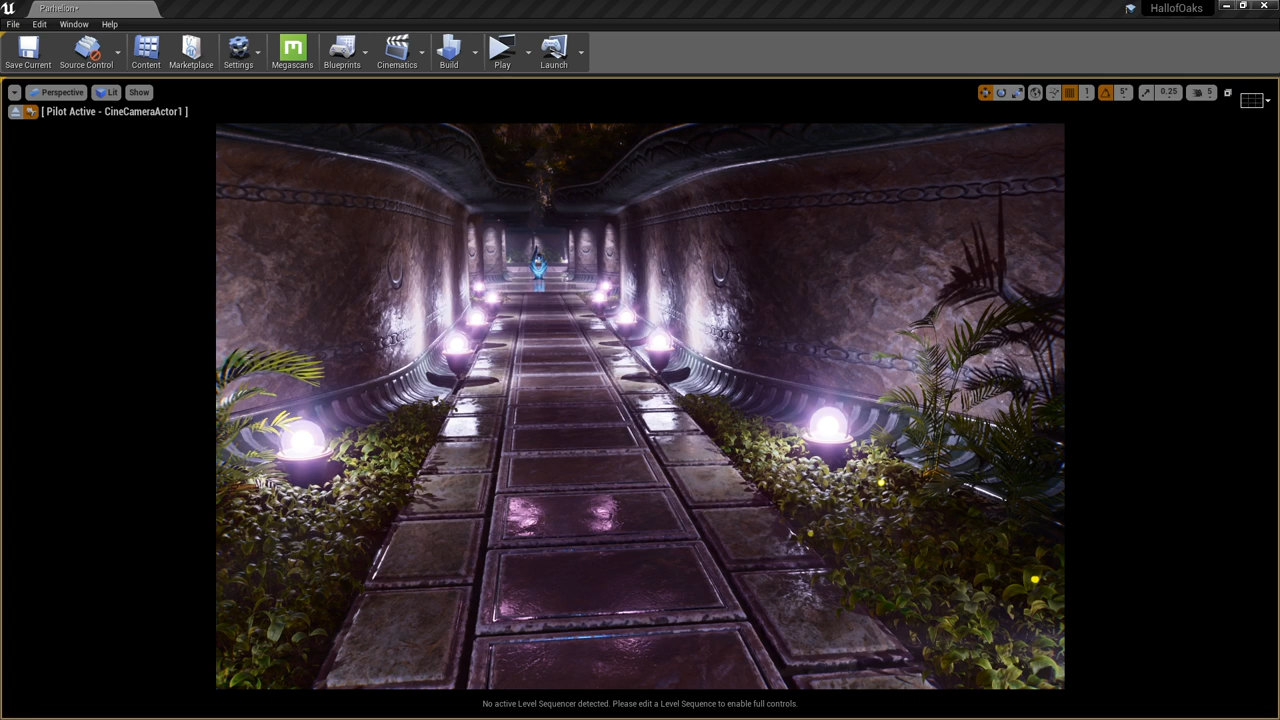 Parhelion*
HallofOaks
File Edit Window Help
Save Current Source Control Content Marketplace Settings Megascans Blueprints Cinematics Build Play Launch
Perspective Lit Show 1 5° 0.25 5
[ Pilot Active - CineCameraActor1 ]
No active Level Sequencer detected. Please edit a Level Sequence to enable full controls.